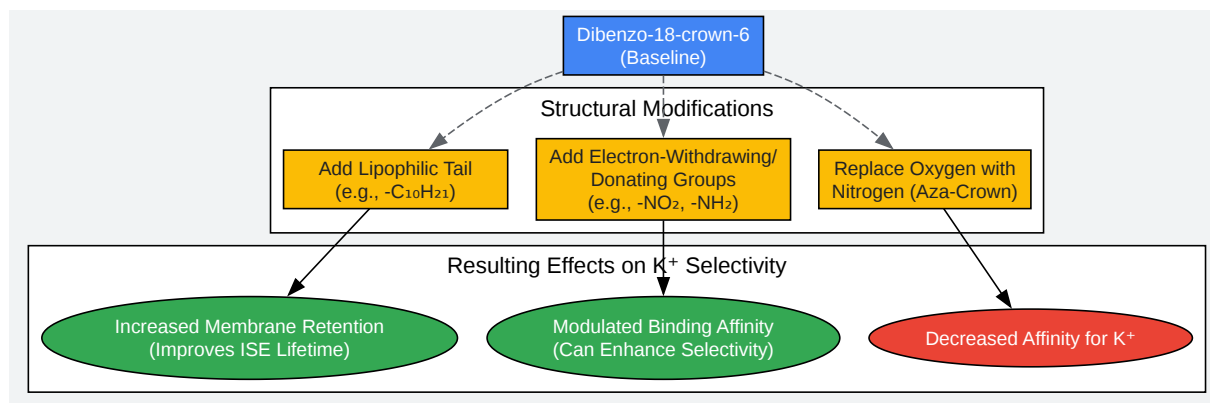 Dibenzo-18-crown-6
(Baseline)
Structural Modifications
Add Lipophilic Tail
(e.g., -C₁₀H₂₁)
Add Electron-Withdrawing/
Donating Groups
(e.g., -NO₂, -NH₂)
Replace Oxygen with
Nitrogen (Aza-Crown)
Resulting Effects on K⁺ Selectivity
Increased Membrane Retention
(Improves ISE Lifetime)
Modulated Binding Affinity
(Can Enhance Selectivity)
Decreased Affinity for K⁺